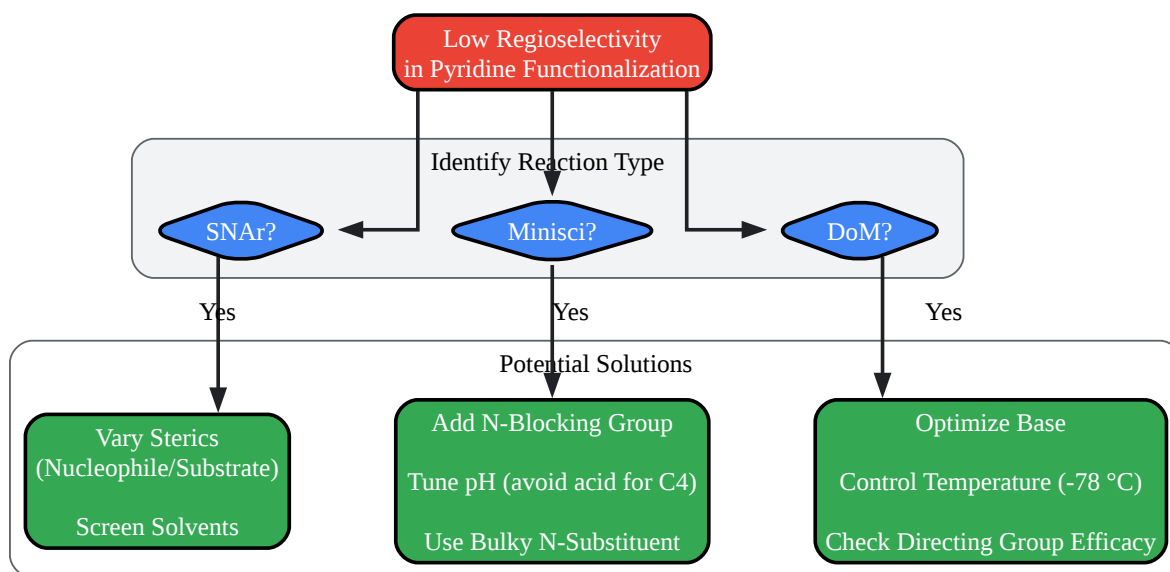 Low Regioselectivity
in Pyridine Functionalization
Identify Reaction Type
SNAr?
Minisci?
DoM?
Yes
Yes
Yes
Potential Solutions
Vary Sterics
(Nucleophile/Substrate)
Screen Solvents
Add N-Blocking Group
Tune pH (avoid acid for C4)
Use Bulky N-Substituent
Optimize Base
Control Temperature (-78 °C)
Check Directing Group Efficacy